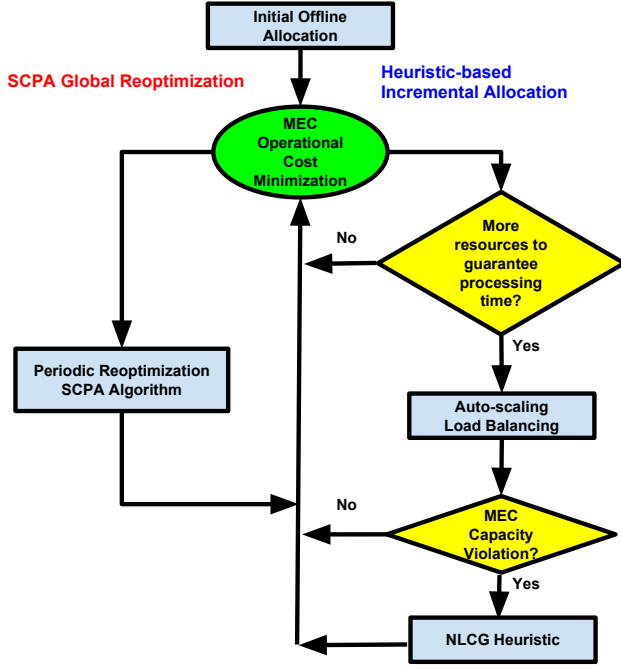 Initial Offline
Allocation
SCPA Global Reoptimization
Heuristic-based
Incremental Allocation
MEC
Operational
Cost
Minimization
More
resources to
guarantee
processing
time?
No
Yes
Periodic Reoptimization
SCPA Algorithm
Auto-scaling
Load Balancing
No
MEC
Capacity
Violation?
Yes
NLCG Heuristic